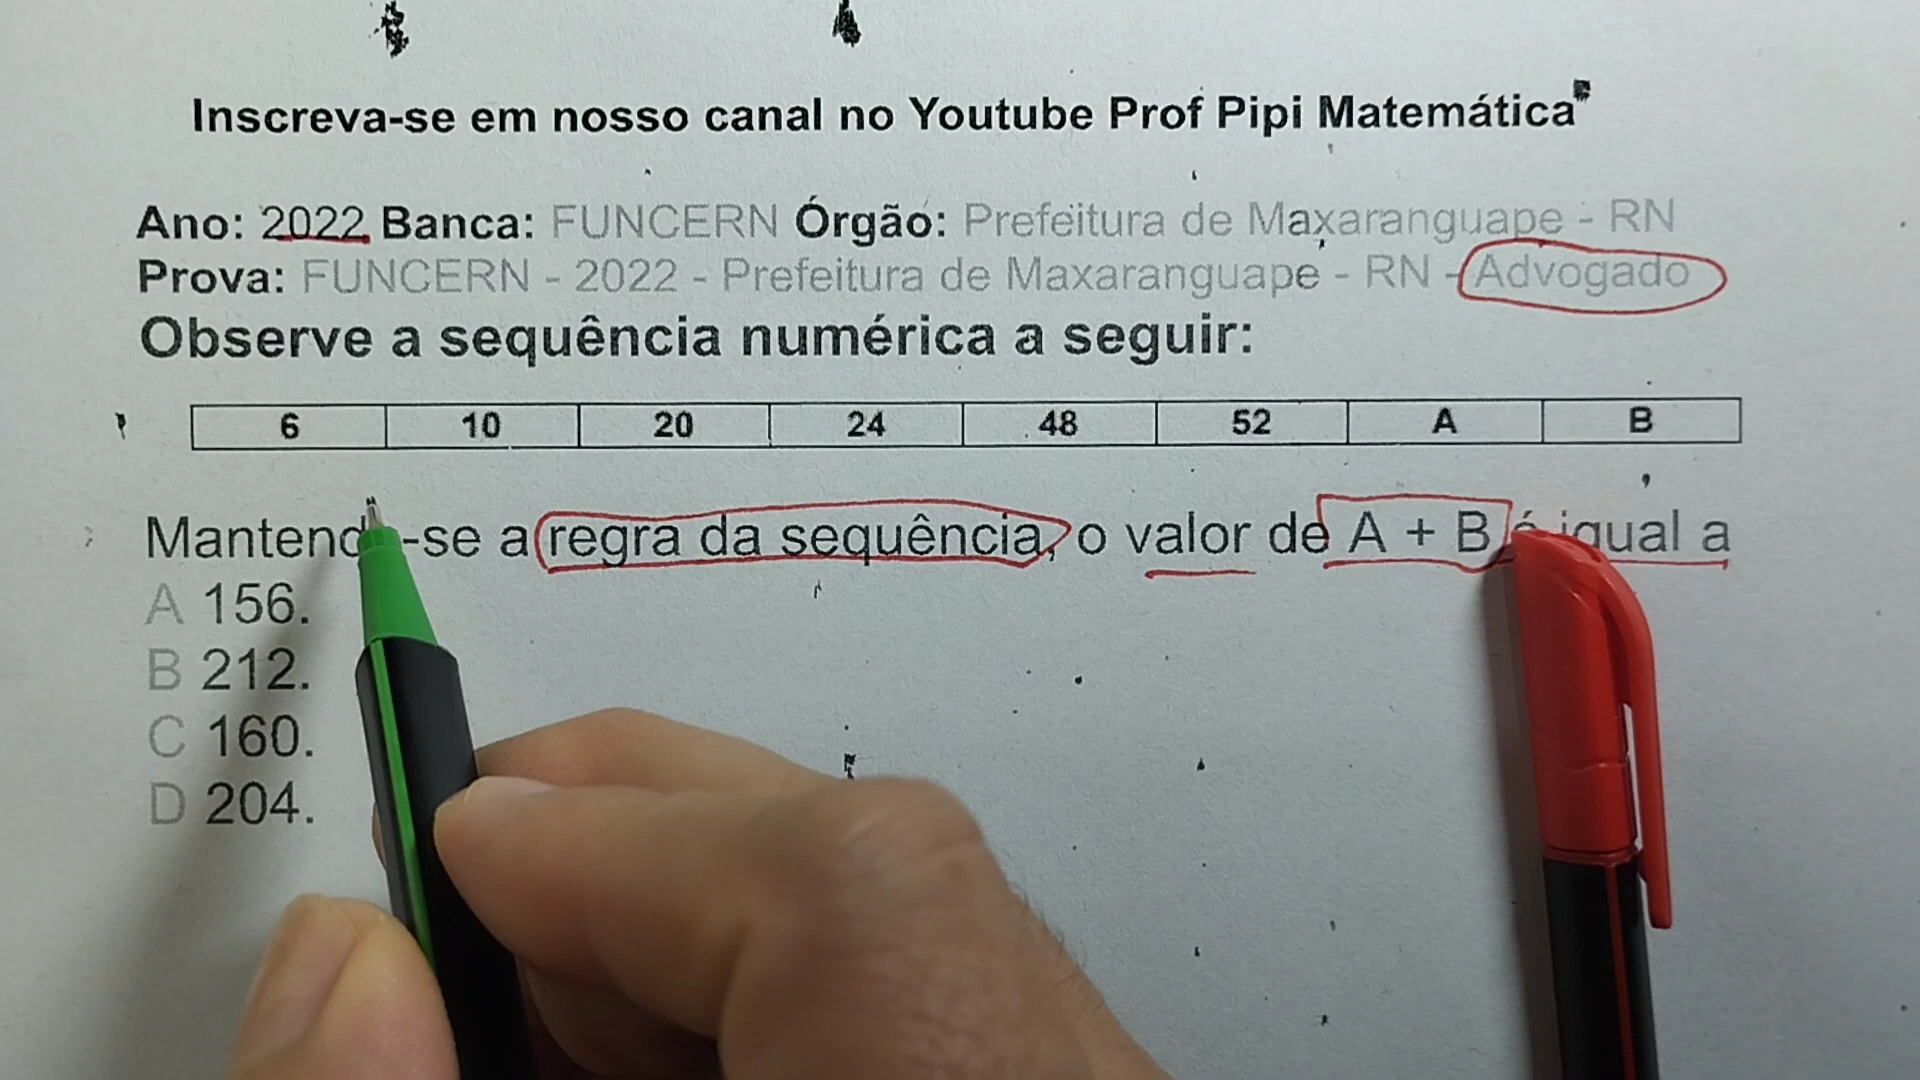 Inscreva-se em nosso canal no Youtube Prof Pipi Matemática
Ano: 2022 Banca: FUNCERN Órgão: Prefeitura de Maxaranguape - RN
Prova: FUNCERN - 2022 - Prefeitura de Maxaranguape - RN - Advogado
Observe a sequência numérica a seguir:
6 10 20 24 48 52 A B
Mantendo-se a regra da sequência, o valor de A + B é igual a
A 156.
B 212.
C 160.
D 204.